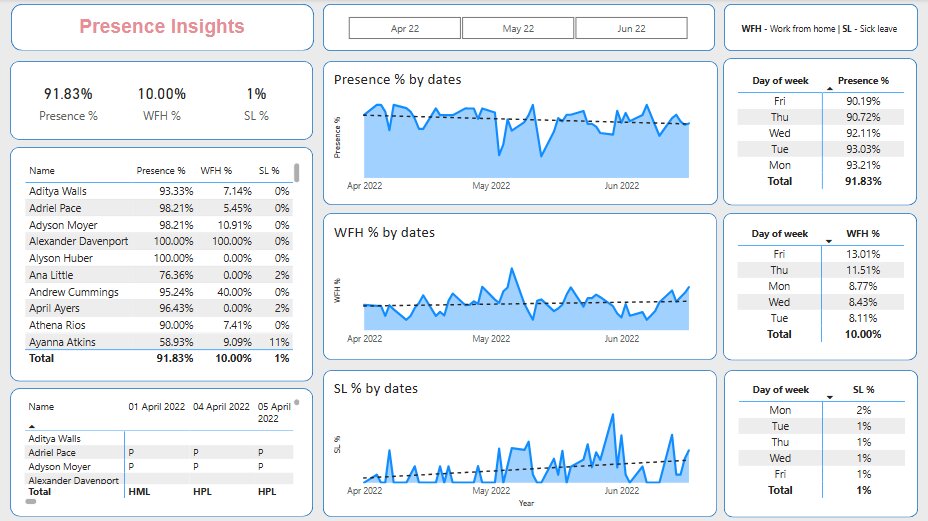 Presence Insights
Apr 22 May 22 Jun 22
WFH - Work from home | SL - Sick leave
91.83% 10.00% 1%
Presence % WFH % SL %
Name Presence % WFH % SL %
Aditya Walls 93.33% 7.14% 0%
Adriel Pace 98.21% 5.45% 0%
Adyson Moyer 98.21% 10.91% 0%
Alexander Davenport 100.00% 100.00% 0%
Alyson Huber 100.00% 0.00% 0%
Ana Little 76.36% 0.00% 2%
Andrew Cummings 95.24% 40.00% 0%
April Ayers 96.43% 0.00% 2%
Athena Rios 90.00% 7.41% 0%
Ayanna Atkins 58.93% 9.09% 11%
Total 91.83% 10.00% 1%
Name 01 April 2022 04 April 2022 05 April
2022
Aditya Walls
Adriel Pace P P P
Adyson Moyer P P P
Alexander Davenport
Total HML HPL HPL
Presence % by dates
Presence %
Apr 2022 May 2022 Jun 2022
WFH % by dates
WFH %
Apr 2022 May 2022 Jun 2022
SL % by dates
SL %
Apr 2022 May 2022 Jun 2022
Year
Day of week Presence %
Fri 90.19%
Thu 90.72%
Wed 92.11%
Tue 93.03%
Mon 93.21%
Total 91.83%
Day of week WFH %
Fri 13.01%
Thu 11.51%
Mon 8.77%
Wed 8.43%
Tue 8.11%
Total 10.00%
Day of week SL %
Mon 2%
Tue 1%
Thu 1%
Wed 1%
Fri 1%
Total 1%